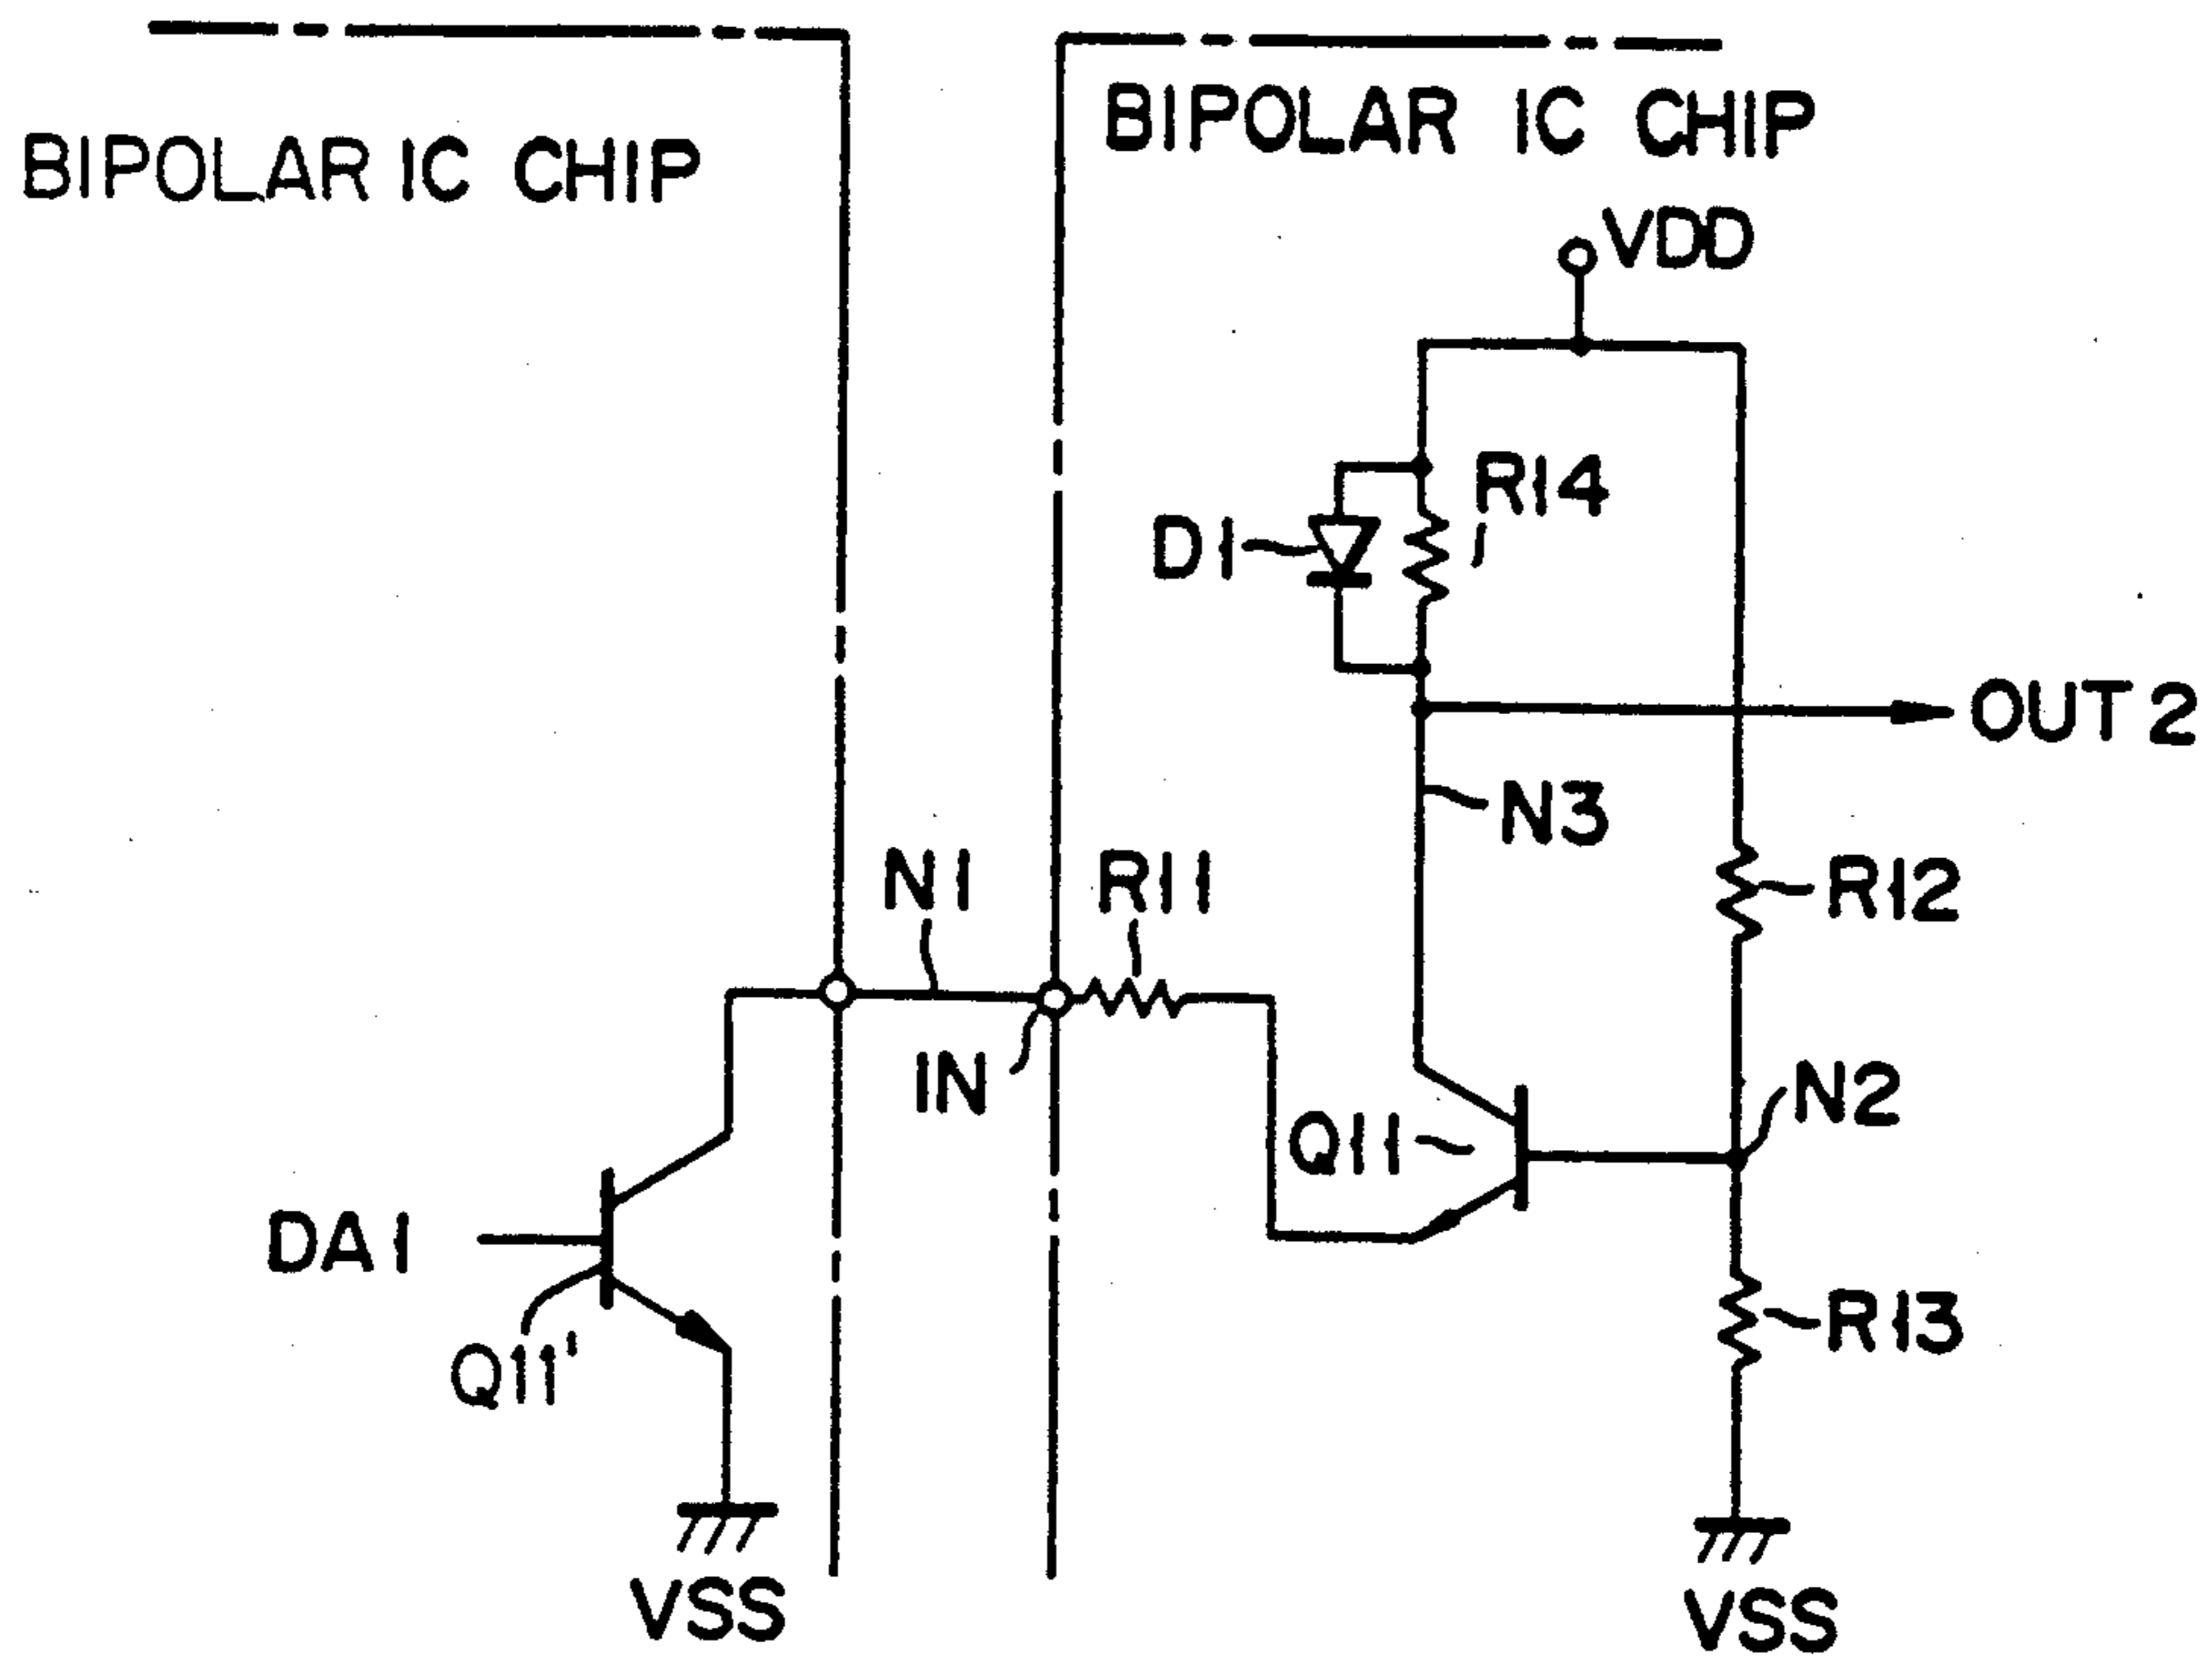 BIPOLAR IC CHIP
BIPOLAR IC CHIP
VDD
R14
D1
OUT 2
N3
N1
R11
R12
IN
N2
Q11
DA1
R13
Q11'
VSS
VSS